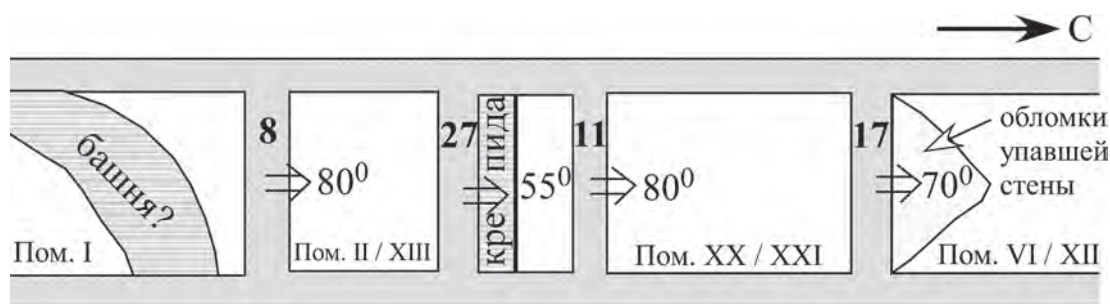 С
башня?
Пом. I
8
80⁰
Пом. II / XIII
27
крепида
55⁰
11
80⁰
Пом. XX / XXI
17
70⁰
обломки
упавшей
стены
Пом. VI / XII